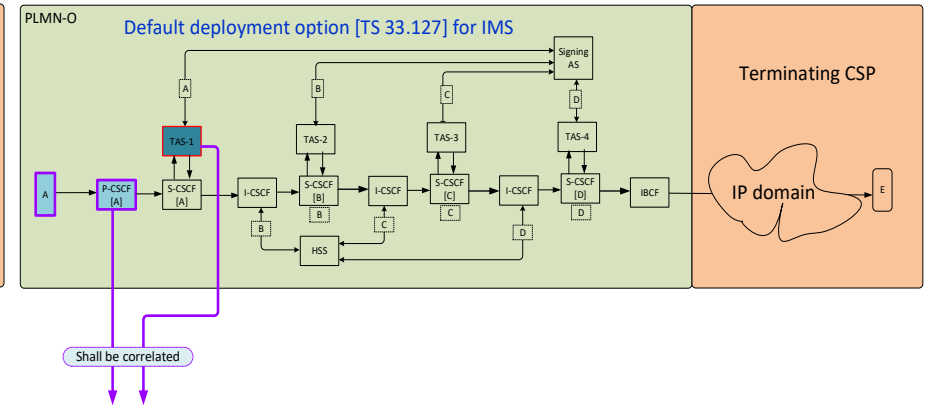 PLMN-O
Default deployment option [TS 33.127] for IMS
Signing
AS
Terminating CSP
A
B
C
D
TAS-1
TAS-2
TAS-3
TAS-4
A
P-CSCF
[A]
S-CSCF
[A]
I-CSCF
S-CSCF
[B]
I-CSCF
S-CSCF
[C]
I-CSCF
S-CSCF
[D]
IBCF
IP domain
E
B
C
D
B
C
D
HSS
Shall be correlated